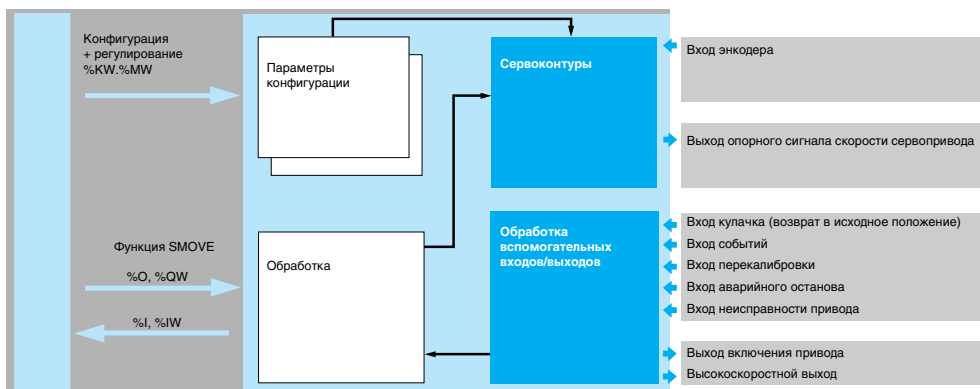 Конфигурация
+ регулирование
%KW.%MW
Параметры
конфигурации
Сервоконтуры
Вход энкодера
Выход опорного сигнала скорости сервопривода
Функция SMOVE
%O, %QW
%I, %IW
Обработка
Обработка
вспомогательных
входов/выходов
Вход кулачка (возврат в исходное положение)
Вход событий
Вход перекалибровки
Вход аварийного останова
Вход неисправности привода
Выход включения привода
Высокоскоростной выход